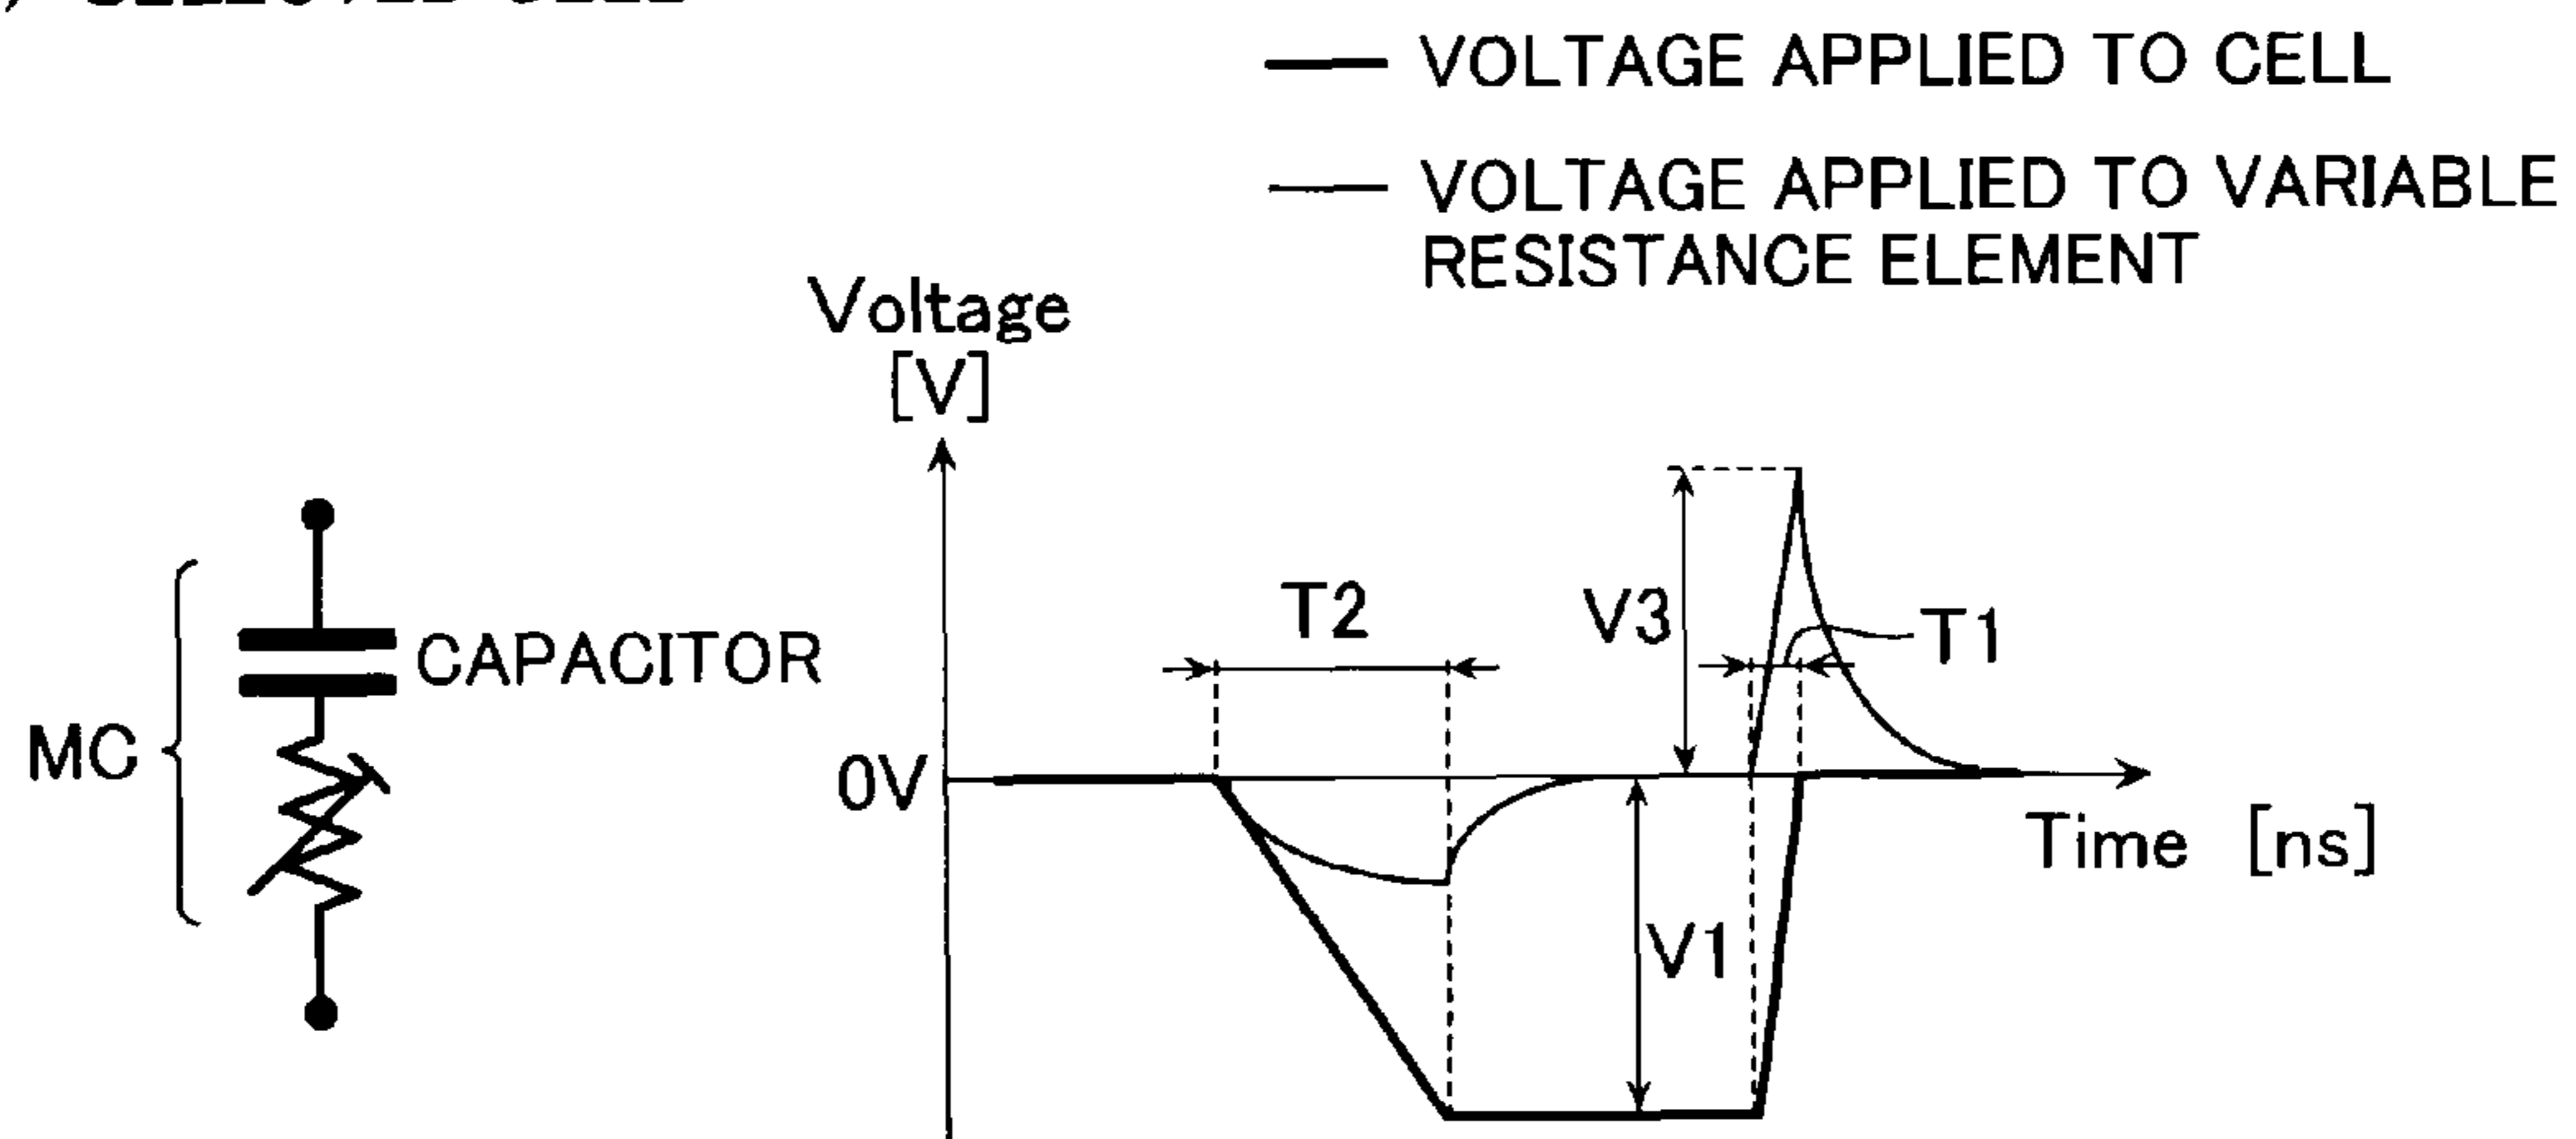 VOLTAGE APPLIED TO CELL
VOLTAGE APPLIED TO VARIABLE
RESISTANCE ELEMENT
Voltage
[V]
T2
V3
T1
CAPACITOR
MC
0V
V1
Time [ns]